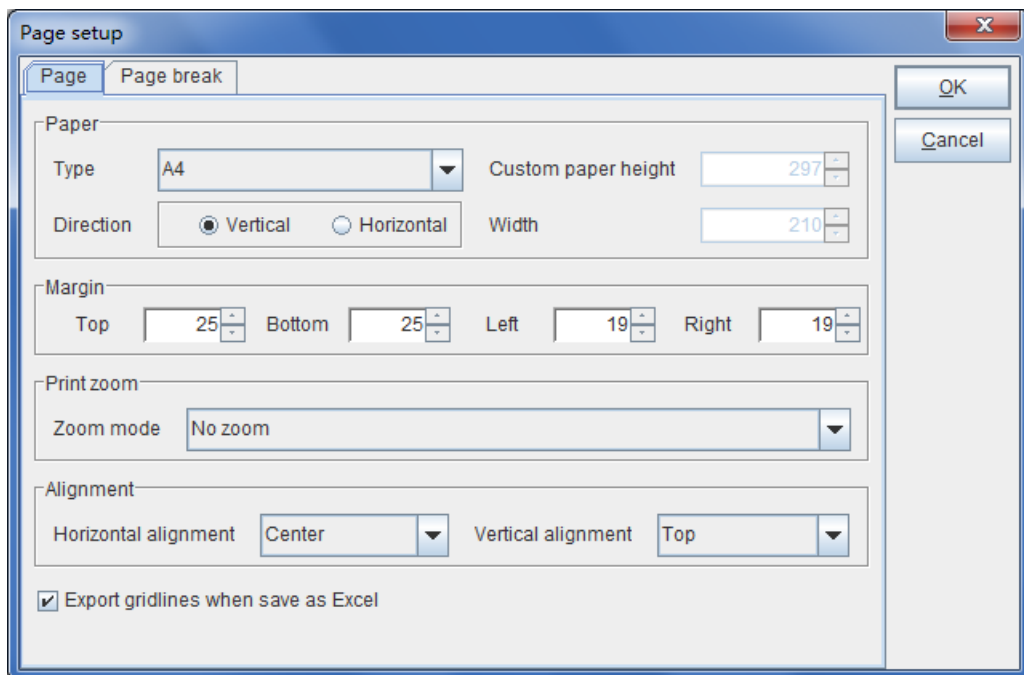 Page setup
Page Page break
OK
Cancel
Paper
Type A4 Custom paper height 297
Direction Vertical Horizontal Width 210
Margin
Top 25 Bottom 25 Left 19 Right 19
Print zoom
Zoom mode No zoom
Alignment
Horizontal alignment Center Vertical alignment Top
Export gridlines when save as Excel